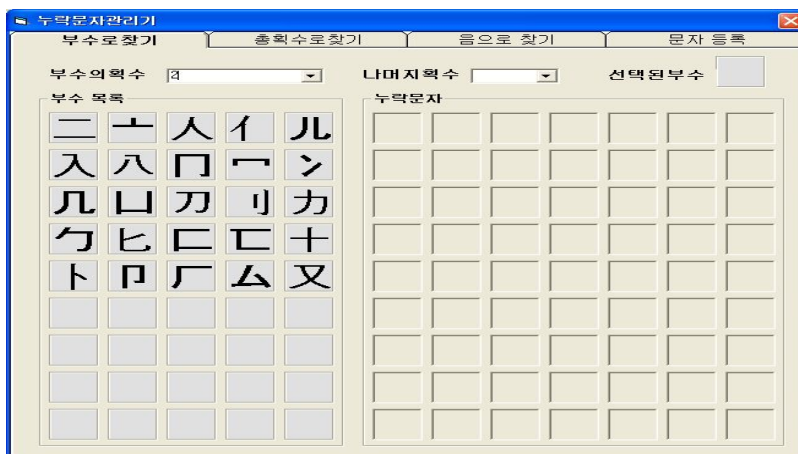 누락문자관리기
부수로찾기 총획수로찾기 음으로 찾기 문자 등록
부수의획수 2 나머지획수 선택된부수
부수 목록 누락문자
二 亠 人 亻 儿
入 八 冂 冖 冫
几 凵 刀 刂 力
勹 匕 匚 匸 十
卜 卩 厂 厶 又